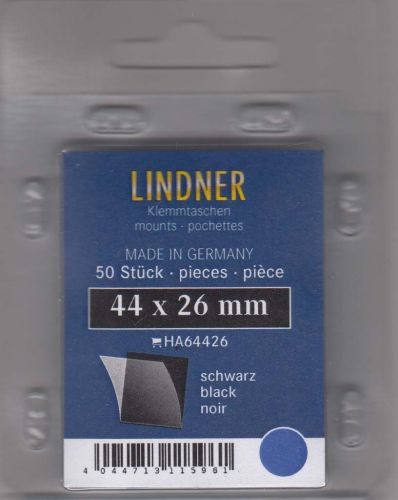 LINDNER
Klemmtaschen
mounts · pochettes
MADE IN GERMANY
50 Stück · pieces · pièce
44 x 26 mm
HA64426
schwarz
black
noir
4 044713 115961